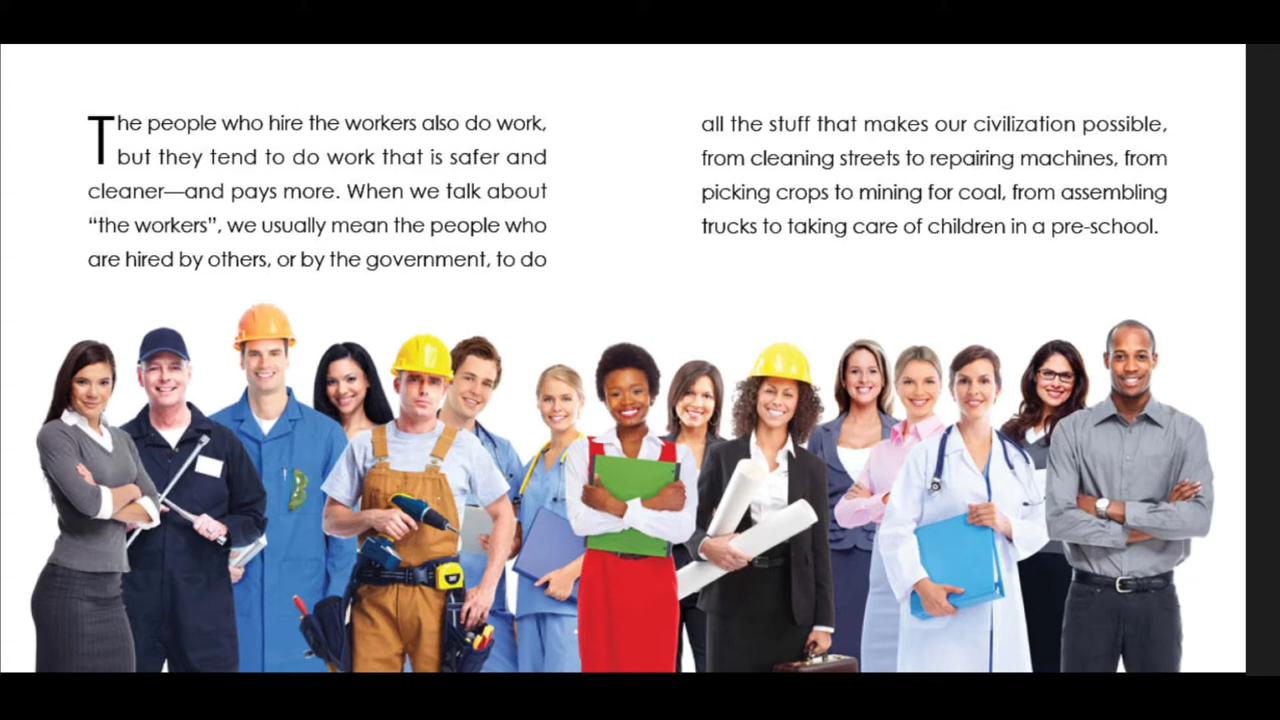 The people who hire the workers also do work,
but they tend to do work that is safer and
cleaner—and pays more. When we talk about
“the workers”, we usually mean the people who
are hired by others, or by the government, to do
all the stuff that makes our civilization possible,
from cleaning streets to repairing machines, from
picking crops to mining for coal, from assembling
trucks to taking care of children in a pre-school.